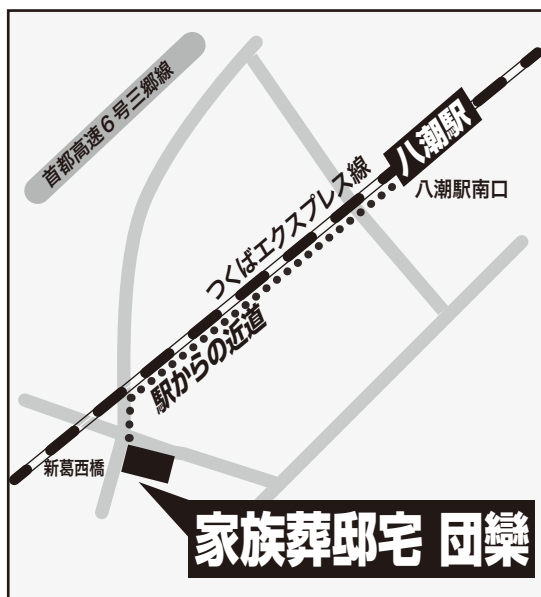 首都高速6号三郷線
八潮駅
八潮駅南口
つくばエクスプレス線
駅からの近道
新葛西橋
家族葬邸宅 団欒